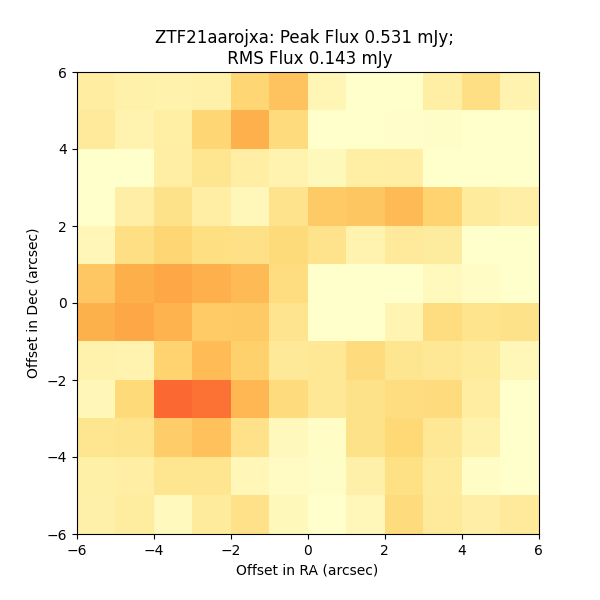 ZTF21aarojxa: Peak Flux 0.531 mJy;
RMS Flux 0.143 mJy
6
4
2
0
−2
−4
−6
Offset in Dec (arcsec)
−6 −4 −2 0 2 4 6
Offset in RA (arcsec)